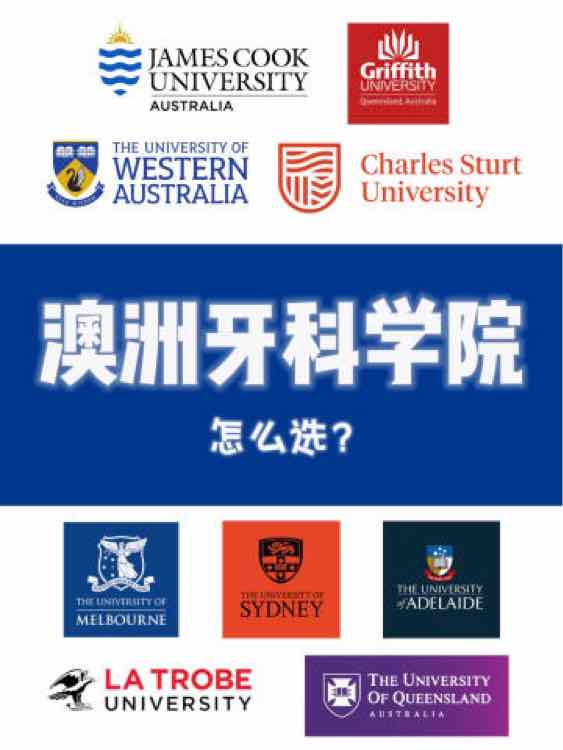 JAMES COOK
UNIVERSITY
AUSTRALIA
Griffith
UNIVERSITY
Queensland, Australia
THE UNIVERSITY OF
WESTERN
AUSTRALIA
Charles Sturt
University
澳洲牙科学院
怎么选?
THE UNIVERSITY OF
MELBOURNE
THE UNIVERSITY OF
SYDNEY
THE UNIVERSITY
of ADELAIDE
LA TROBE
UNIVERSITY
THE UNIVERSITY
OF QUEENSLAND
AUSTRALIA